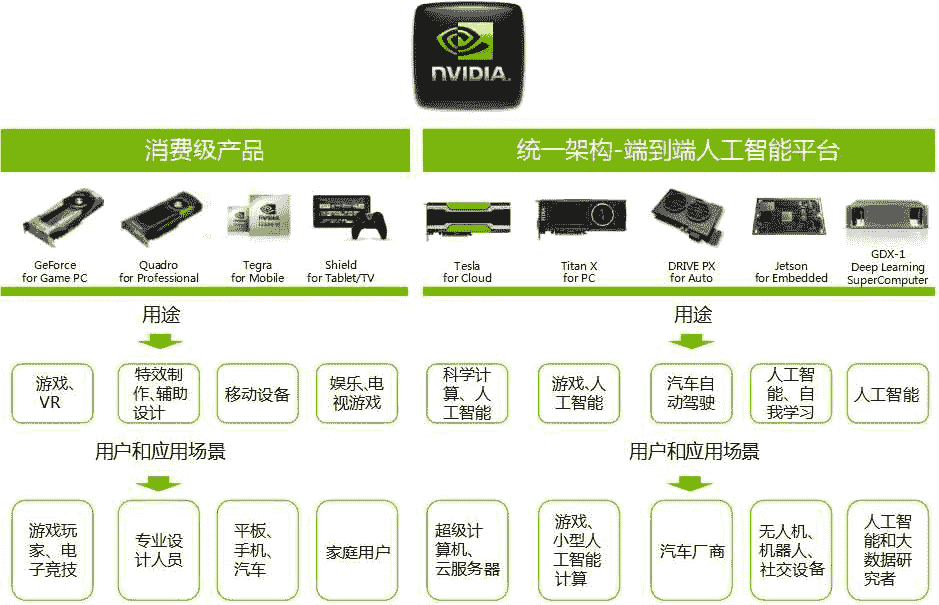 NVIDIA.
消费级产品
统一架构-端到端人工智能平台
GeForce
for Game PC
Quadro
for Professional
Tegra
for Mobile
Shield
for Tablet/TV
Tesla
for Cloud
Titan X
for PC
DRIVE PX
for Auto
Jetson
for Embedded
GDX-1
Deep Learning
SuperComputer
用途
用途
游戏、
VR
特效制
作、辅助
设计
移动设备
娱乐、电
视游戏
科学计
算、人
工智能
游戏、人
工智能
汽车自
动驾驶
人工智
能、自
我学习
人工智能
用户和应用场景
用户和应用场景
游戏玩
家、电
子竞技
专业设
计人员
平板、
手机、
汽车
家庭用户
超级计
算机、
云服务器
游戏、
小型人
工智能
计算
汽车厂商
无人机、
机器人、
社交设备
人工智
能和大
数据研
究者